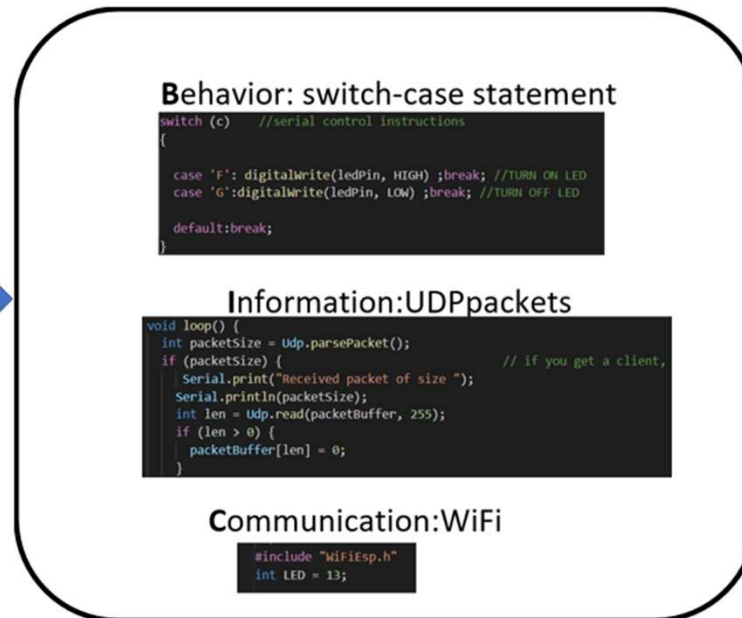 Behavior: switch-case statement
switch (c) //serial control instructions
{
case 'F': digitalWrite(ledPin, HIGH) ;break; //TURN ON LED
case 'G':digitalWrite(ledPin, LOW) ;break; //TURN OFF LED
default:break;
}
Information:UDPpackets
void loop() {
int packetSize = Udp.parsePacket();
if (packetSize) { // if you get a client,
Serial.print("Received packet of size ");
Serial.println(packetSize);
int len = Udp.read(packetBuffer, 255);
if (len > 0) {
packetBuffer[len] = 0;
}
Communication:WiFi
#include "WiFiEsp.h"
int LED = 13;